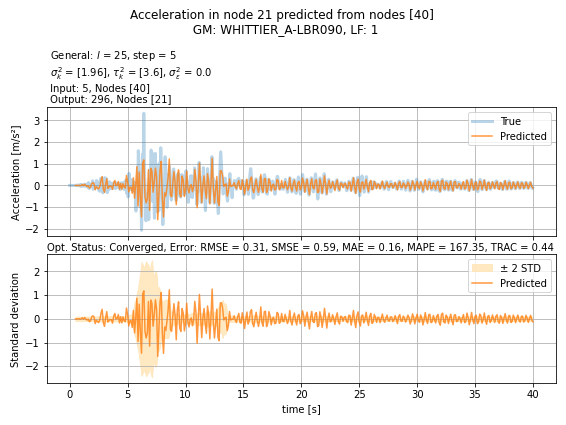 Acceleration in node 21 predicted from nodes [40]
GM: WHITTIER_A-LBR090, LF: 1
General: l = 25, step = 5
σ²ₖ = [1.96], τ²ₖ = [3.6], σ²ε = 0.0
Input: 5, Nodes [40]
Output: 296, Nodes [21]
Acceleration [m/s²]
3
2
1
0
−1
−2
True
Predicted
Opt. Status: Converged, Error: RMSE = 0.31, SMSE = 0.59, MAE = 0.16, MAPE = 167.35, TRAC = 0.44
Standard deviation
2
1
0
−1
−2
± 2 STD
Predicted
0 5 10 15 20 25 30 35 40
time [s]